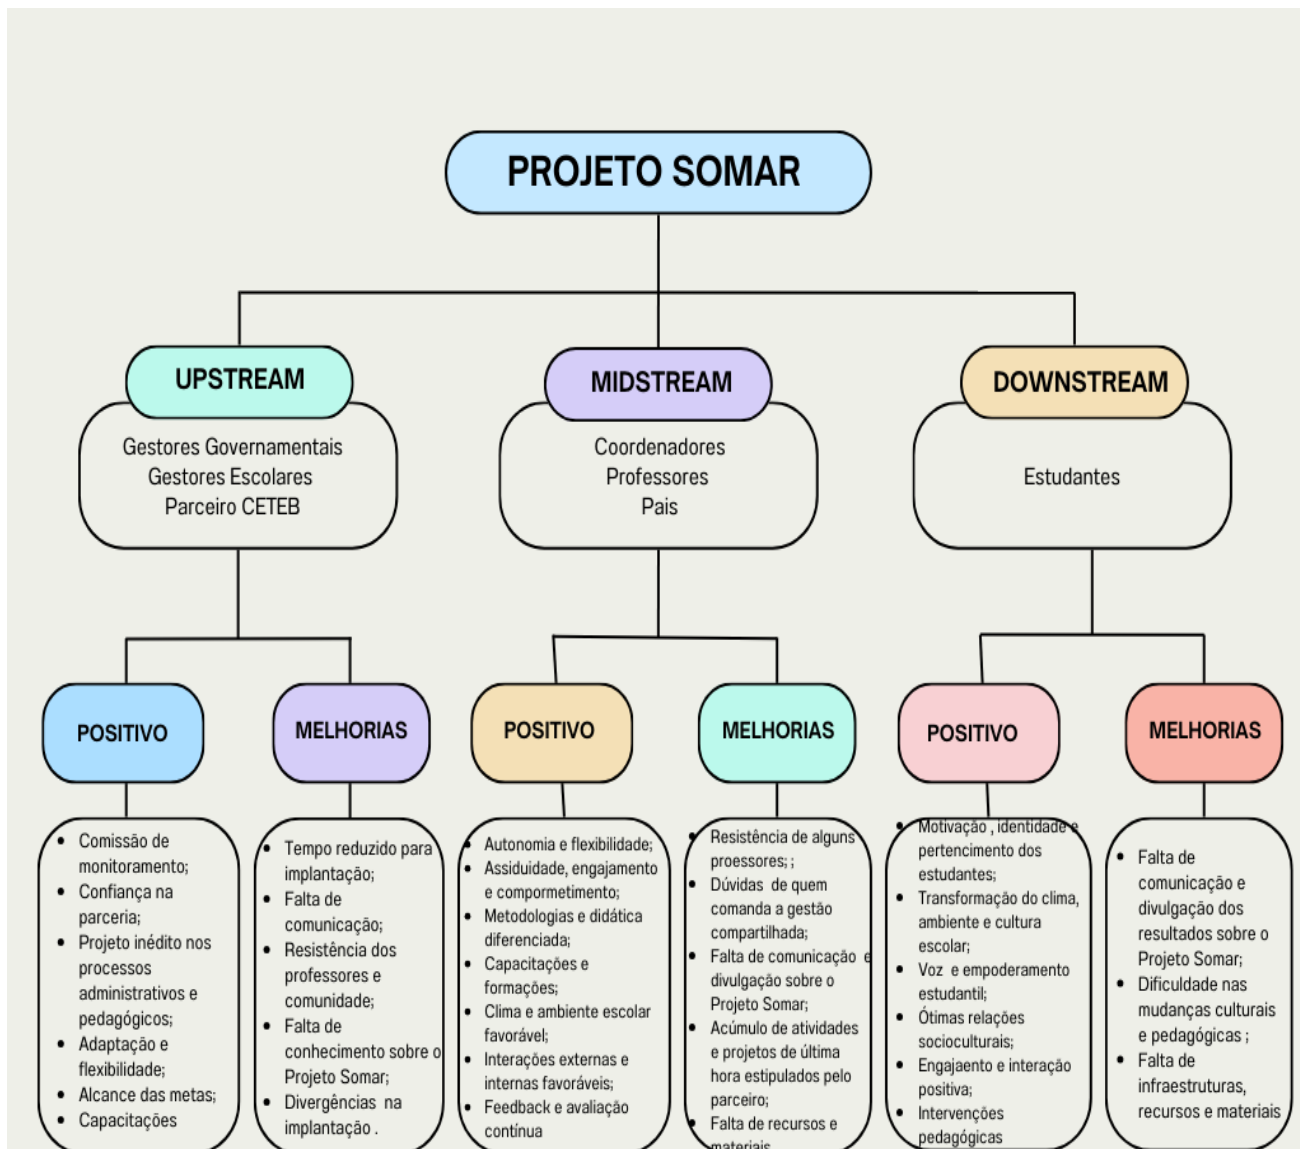 PROJETO SOMAR
UPSTREAM
Gestores Governamentais
Gestores Escolares
Parceiro CETEB
MIDSTREAM
Coordenadores
Professores
Pais
DOWNSTREAM
Estudantes
POSITIVO
• Comissão de
monitoramento;
• Confiança na
parceria;
• Projeto inédito nos
processos
administrativos e
pedagógicos;
• Adaptação e
flexibilidade;
• Alcance das metas;
• Capacitações
MELHORIAS
• Tempo reduzido para
implantação;
• Falta de
comunicação;
• Resistência dos
professores e
comunidade;
• Falta de
conhecimento sobre o
Projeto Somar;
• Divergências na
implantação .
POSITIVO
• Autonomia e flexibilidade;
• Assiduidade, engajamento
e compormetimento;
• Metodologias e didática
diferenciada;
• Capacitações e
formações;
• Clima e ambiente escolar
favorável;
• Interações externas e
internas favoráveis;
• Feedback e avaliação
contínua
MELHORIAS
• Resistência de alguns
proessores; ;
• Dúvidas de quem
comanda a gestão
compartilhada;
• Falta de comunicação e
divulgação sobre o
Projeto Somar;
• Acúmulo de atividades
e projetos de última
hora estipulados pelo
parceiro;
• Falta de recursos e
materiais
POSITIVO
• Motivação , identidade e
pertencimento dos
estudantes;
• Transformação do clima,
ambiente e cultura
escolar;
• Voz e empoderamento
estudantil;
• Ótimas relações
socioculturais;
• Engajaento e interação
positiva;
• Intervenções
pedagógicas
MELHORIAS
• Falta de
comunicação e
divulgação dos
resultados sobre o
Projeto Somar;
• Dificuldade nas
mudanças culturais
e pedagógicas ;
• Falta de
infraestruturas,
recursos e materiais